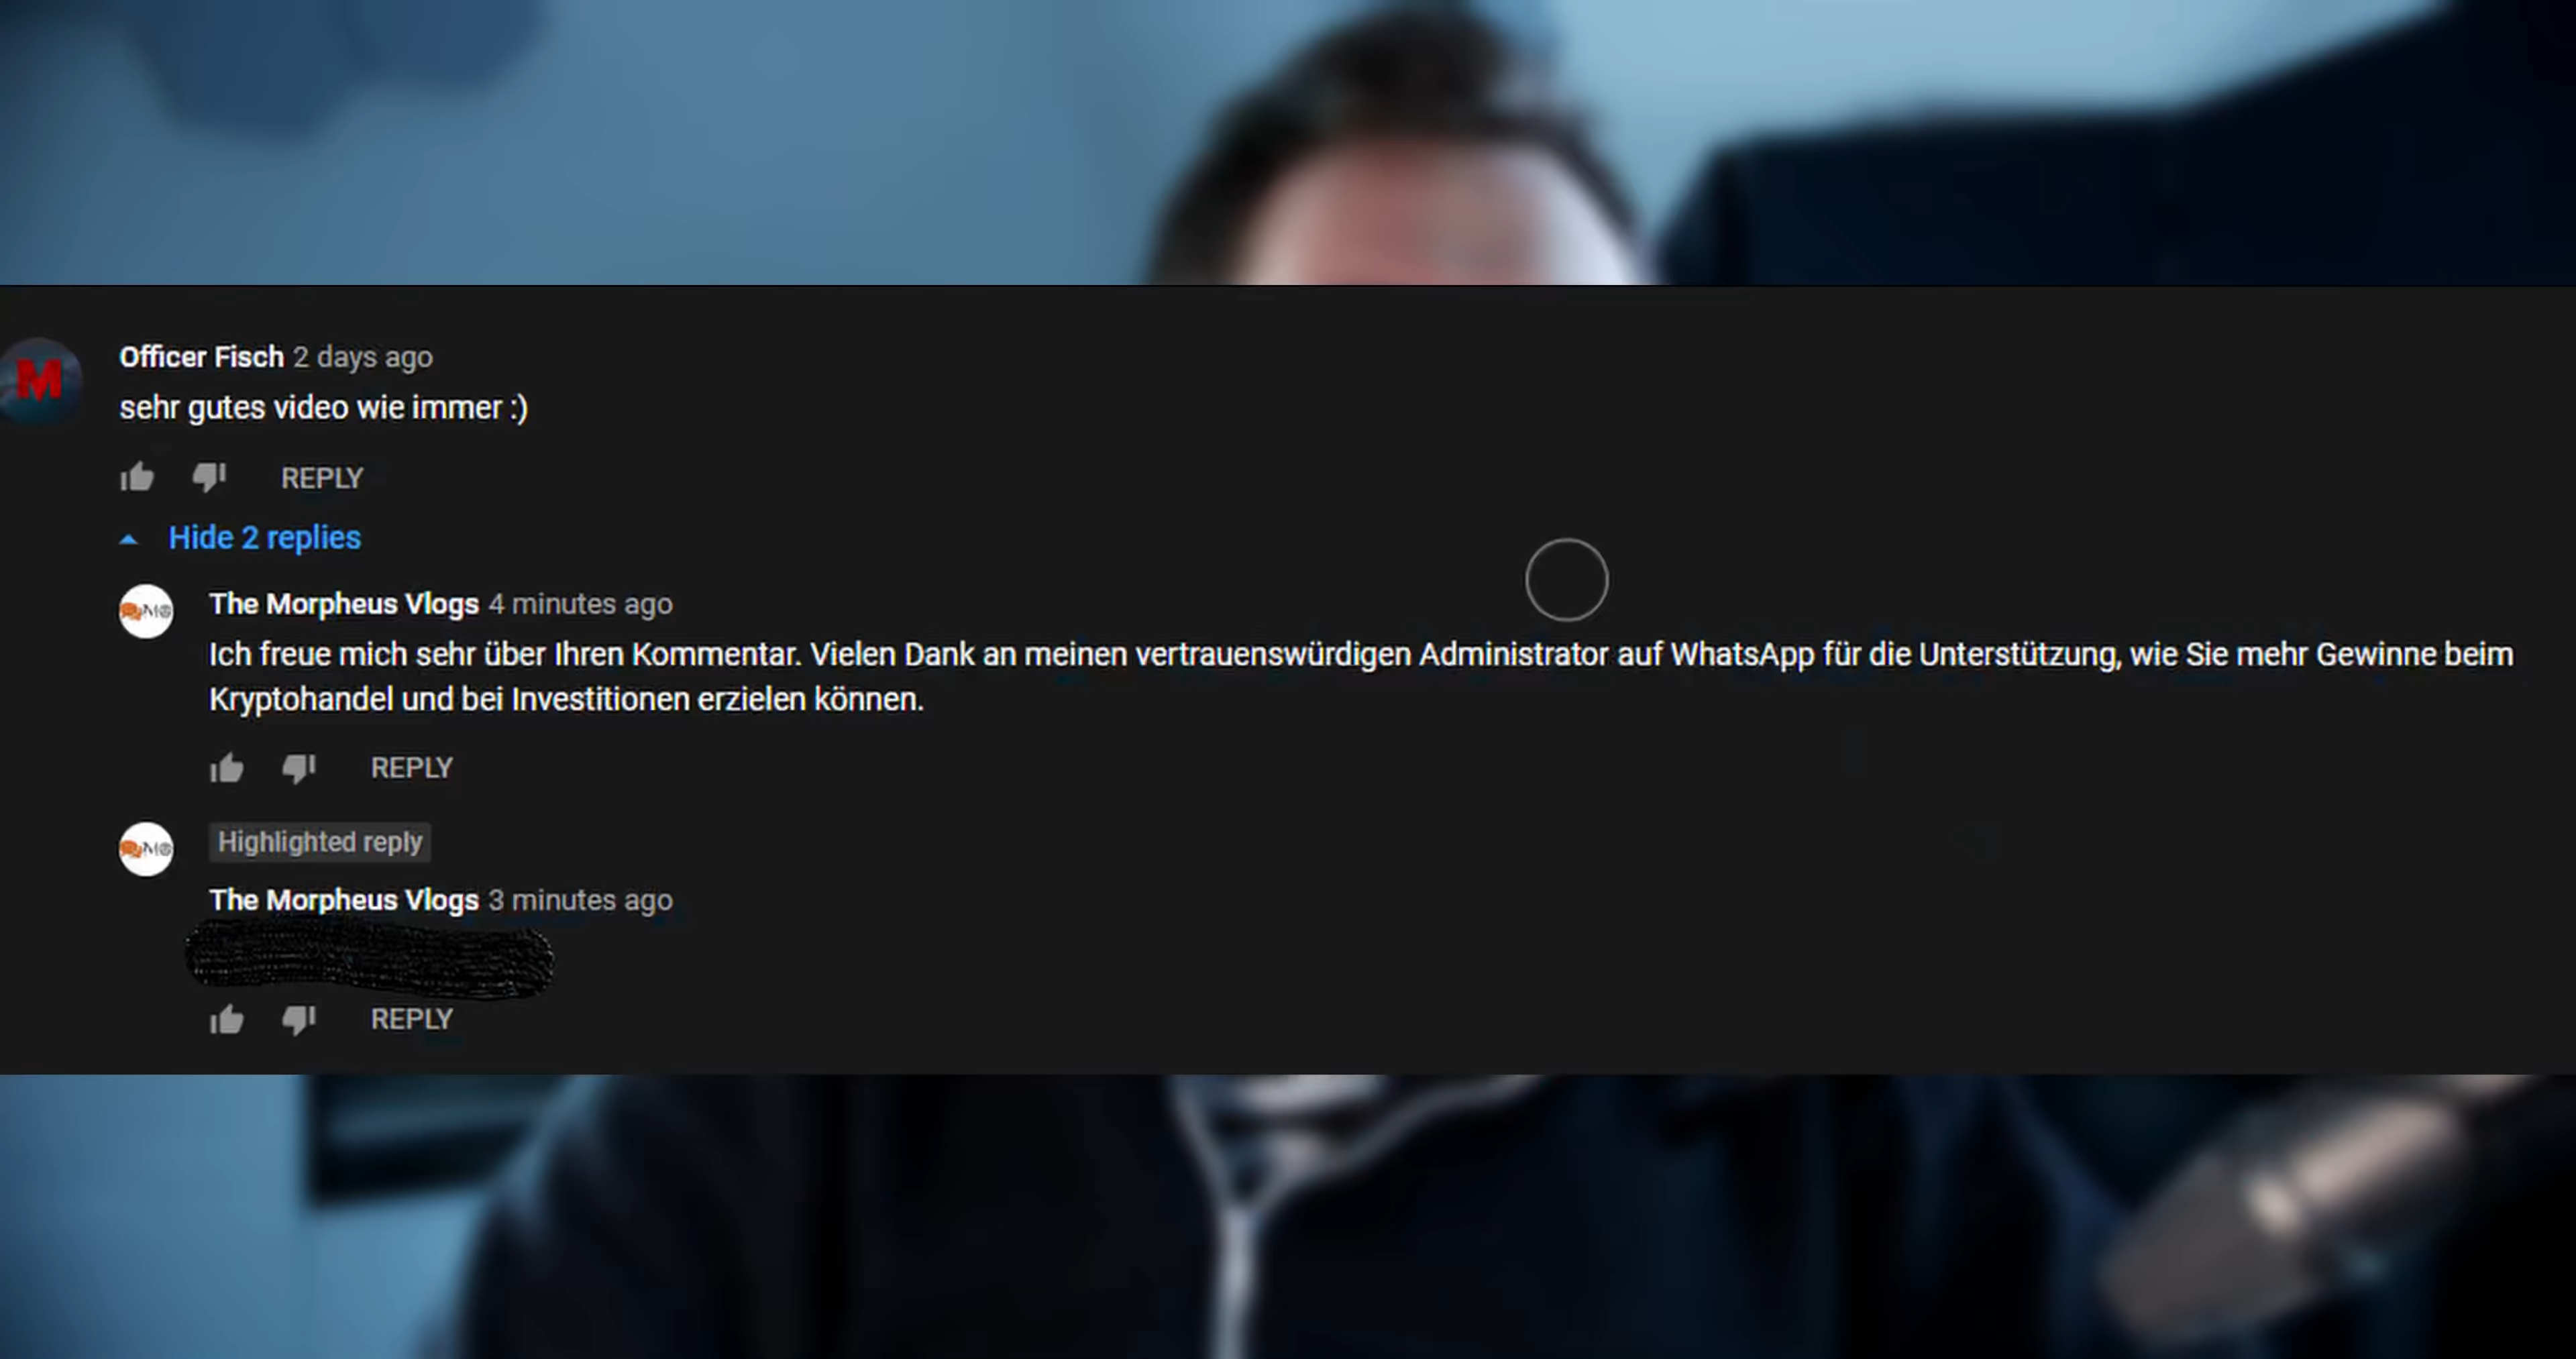 M
Officer Fisch 2 days ago
sehr gutes video wie immer :)
REPLY
Hide 2 replies
The Morpheus Vlogs 4 minutes ago
Ich freue mich sehr über Ihren Kommentar. Vielen Dank an meinen vertrauenswürdigen Administrator auf WhatsApp für die Unterstützung, wie Sie mehr Gewinne beim
Kryptohandel und bei Investitionen erzielen können.
REPLY
Highlighted reply
The Morpheus Vlogs 3 minutes ago
REPLY